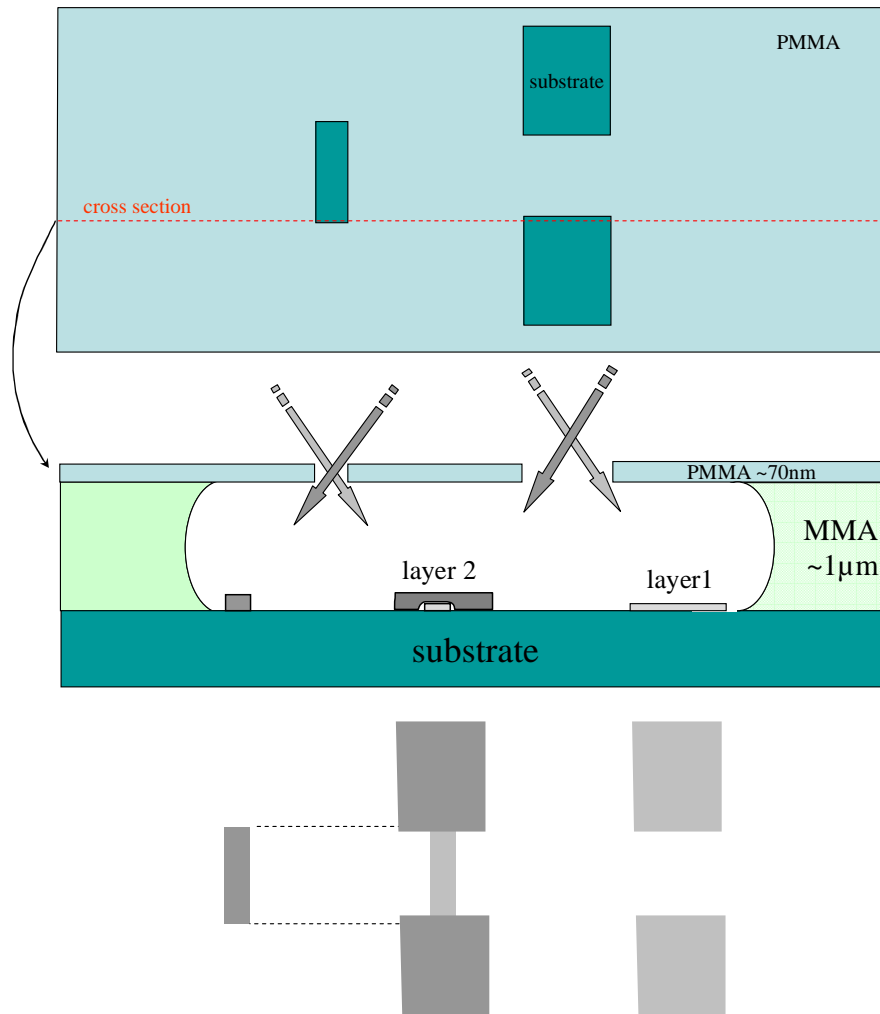 PMMA
substrate
cross section
PMMA ~70nm
MMA
~1µm
layer 2
layer1
substrate